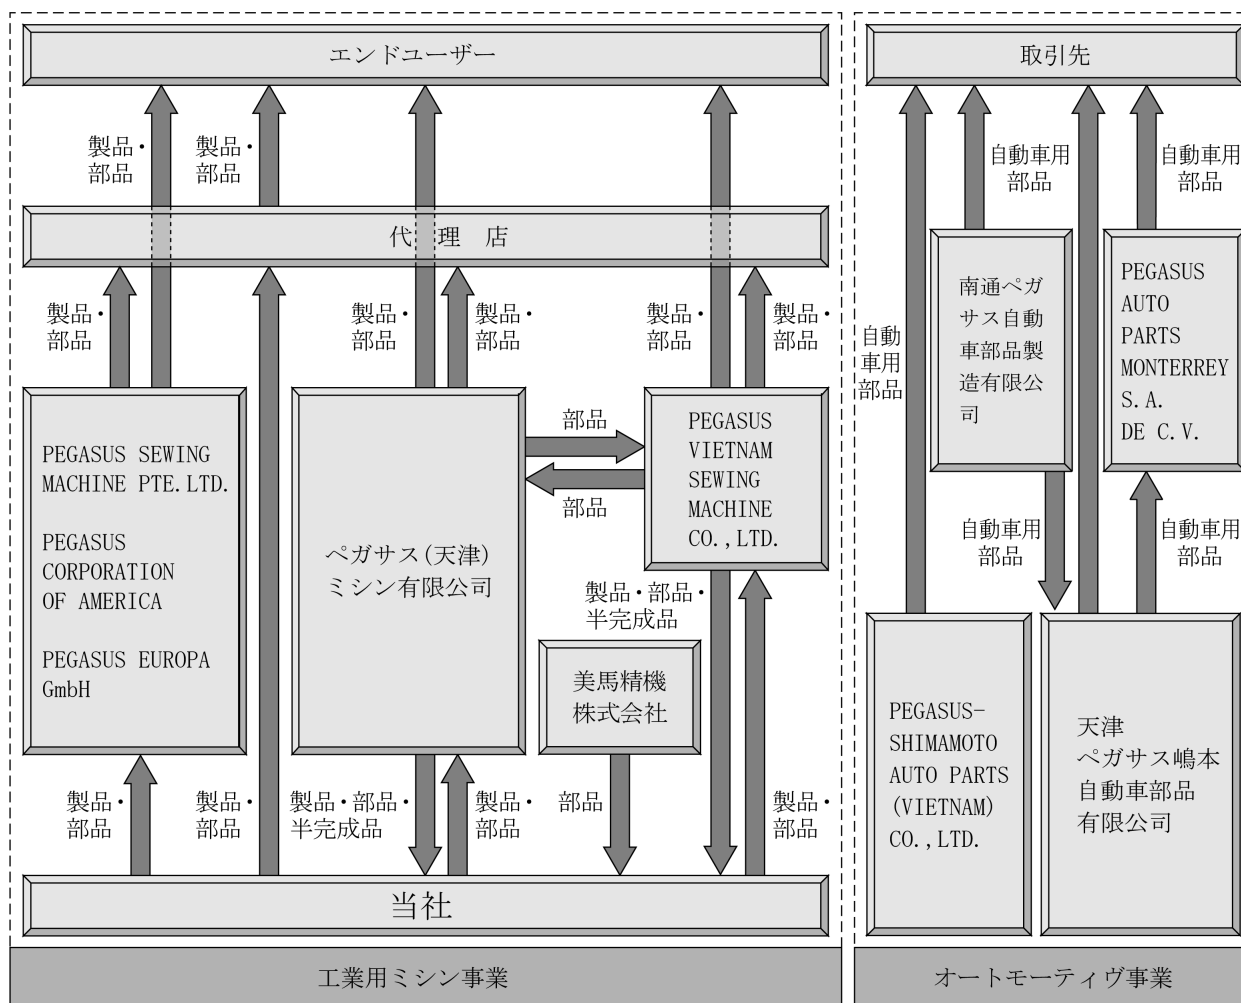 エンドユーザー
製品・
部品
製品・
部品
代　理　店
製品・
部品
製品・
部品
製品・
部品
製品・
部品
製品・
部品
PEGASUS SEWING
MACHINE PTE.LTD.
PEGASUS
CORPORATION
OF AMERICA
PEGASUS EUROPA
GmbH
ペガサス(天津)
ミシン有限公司
部品
部品
PEGASUS
VIETNAM
SEWING
MACHINE
CO.,LTD.
製品・部品・
半完成品
美馬精機
株式会社
製品・
部品
製品・
部品
製品・部品・
半完成品
製品・
部品
部品
製品・
部品
当社
工業用ミシン事業
取引先
自動車用
部品
自動車用
部品
自動
車用
部品
南通ペガ
サス自動
車部品製
造有限公
司
PEGASUS
AUTO
PARTS
MONTERREY
S.A.
DE C.V.
自動車用
部品
自動車用
部品
PEGASUS-
SHIMAMOTO
AUTO PARTS
(VIETNAM)
CO.,LTD.
天津
ペガサス嶋本
自動車部品
有限公司
オートモーティヴ事業